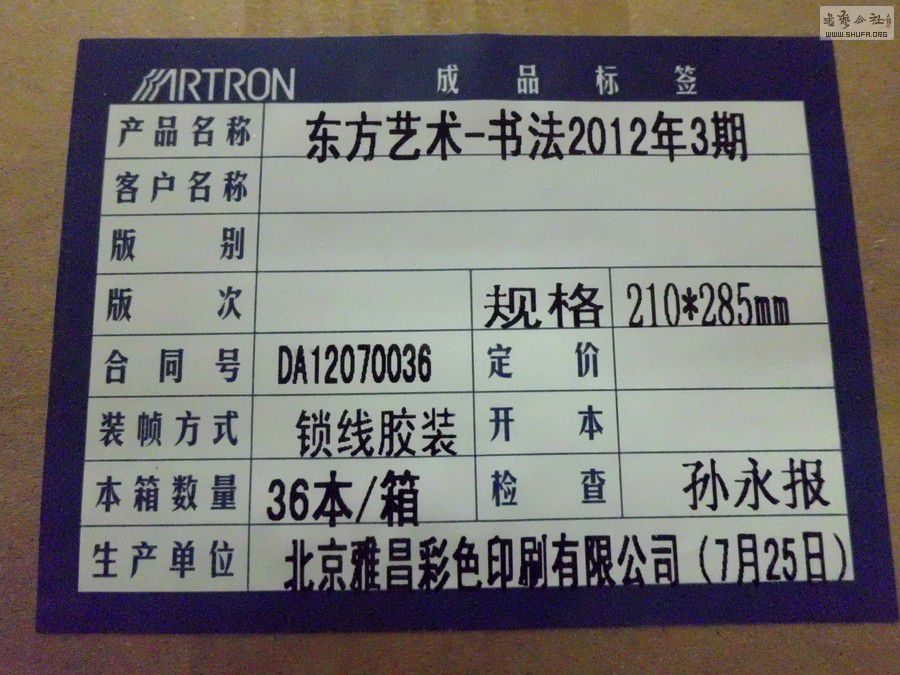 书艺公社
WWW.SHUFA.ORG
ARTRON 成品标签
产品名称 东方艺术-书法2012年3期
客户名称
版别
版次 规格 210*285mm
合同号 DA12070036 定价
装帧方式 锁线胶装 开本
本箱数量 36本/箱 检查 孙永报
生产单位 北京雅昌彩色印刷有限公司（7月25日）